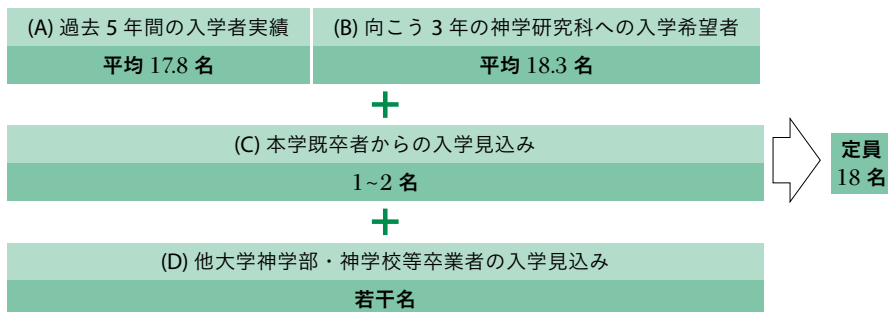 (A) 過去 5 年間の入学者実績
(B) 向こう 3 年の神学研究科への入学希望者
平均 17.8 名
平均 18.3 名
+
(C) 本学既卒者からの入学見込み
1~2 名
+
(D) 他大学神学部・神学校等卒業者の入学見込み
若干名
定員
18 名